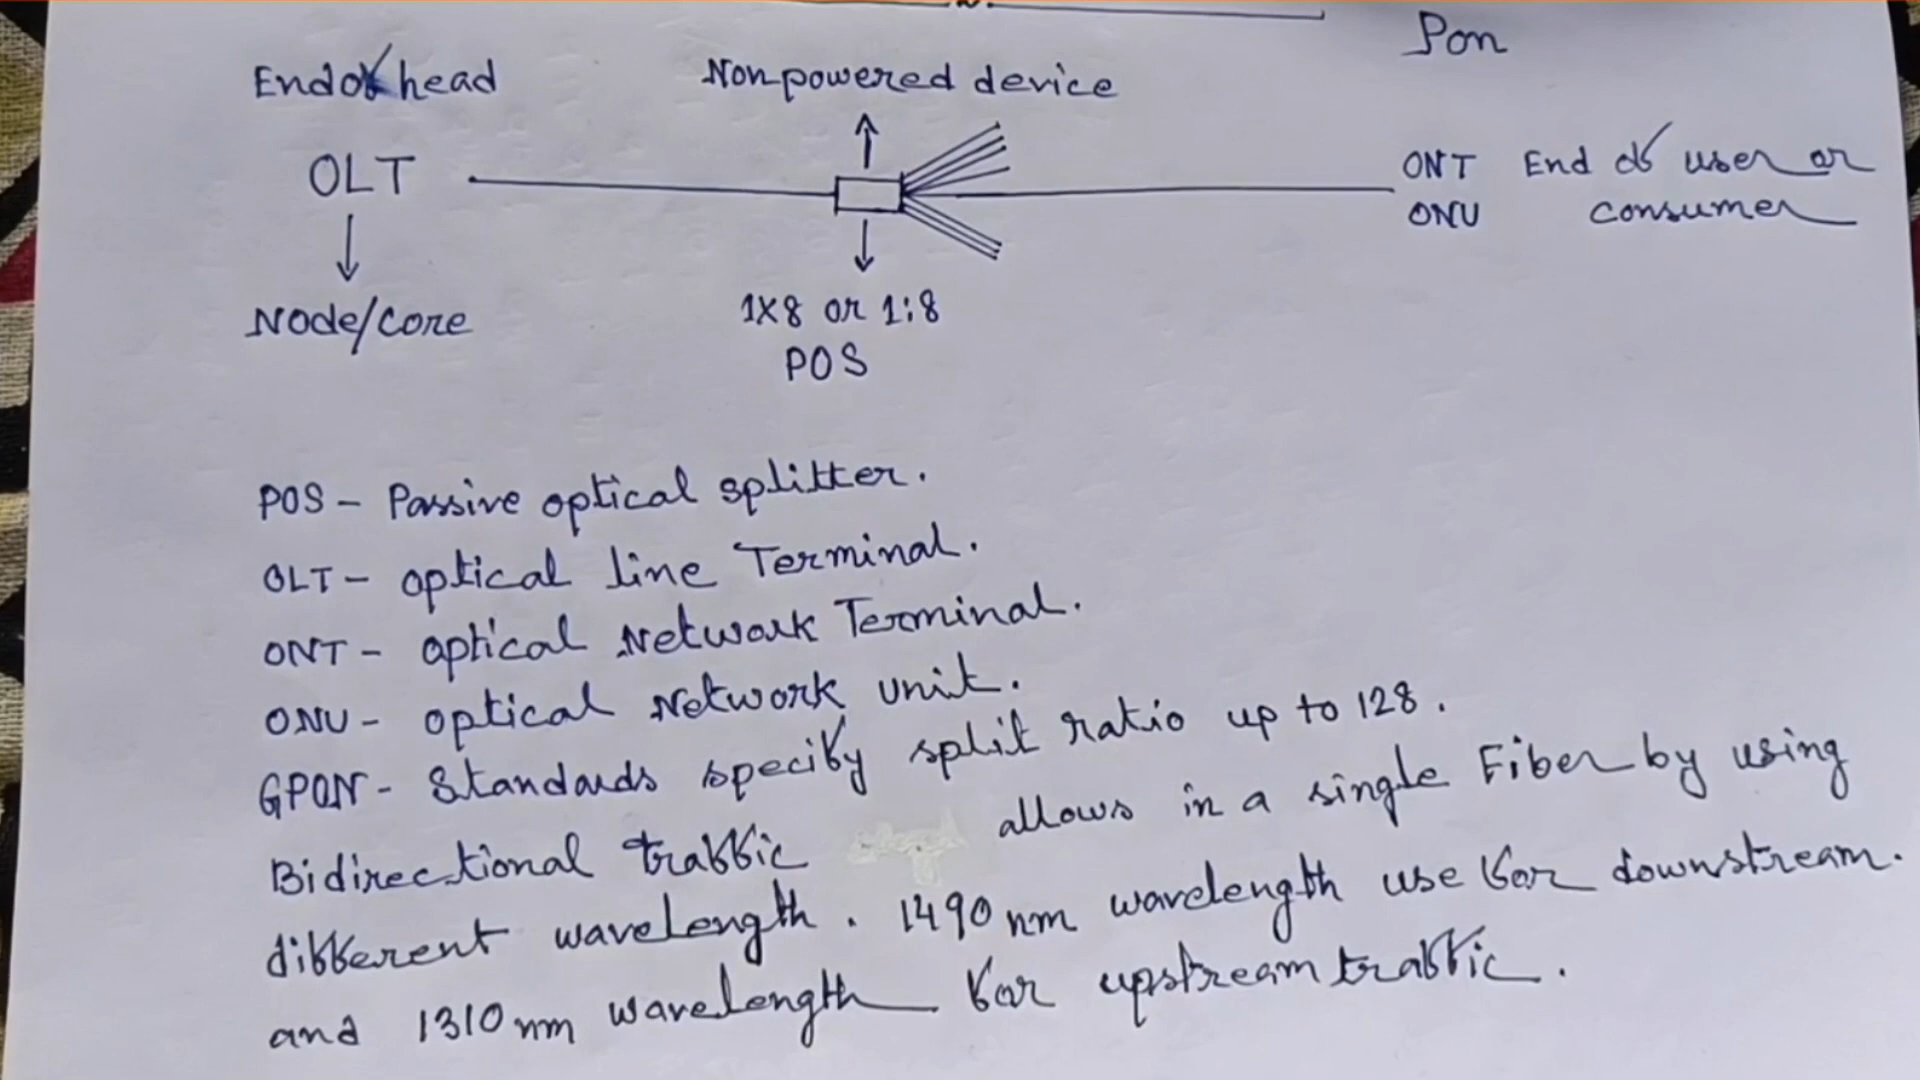 Pon
End of head
Non powered device
OLT
ONT End of user or
ONU consumer
Node/core
1X8 or 1:8
POS
POS - Passive optical splitter.
OLT - optical line Terminal.
ONT - optical Network Terminal.
ONU - optical Network unit.
GPON - Standards specify split ratio up to 128.
Bidirectional traffic allows in a single Fiber by using
different wavelength. 1490 nm wavelength use for downstream.
and 1310 nm wavelength for upstream traffic.